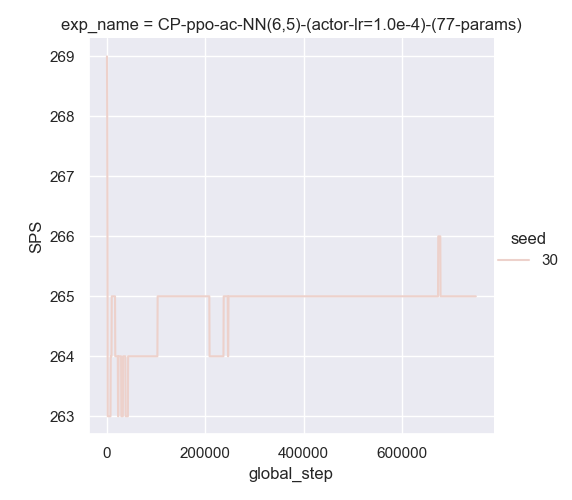 exp_name = CP-ppo-ac-NN(6,5)-(actor-lr=1.0e-4)-(77-params)
269
268
267
266
265
264
263
SPS
0 200000 400000 600000
global_step
seed
30